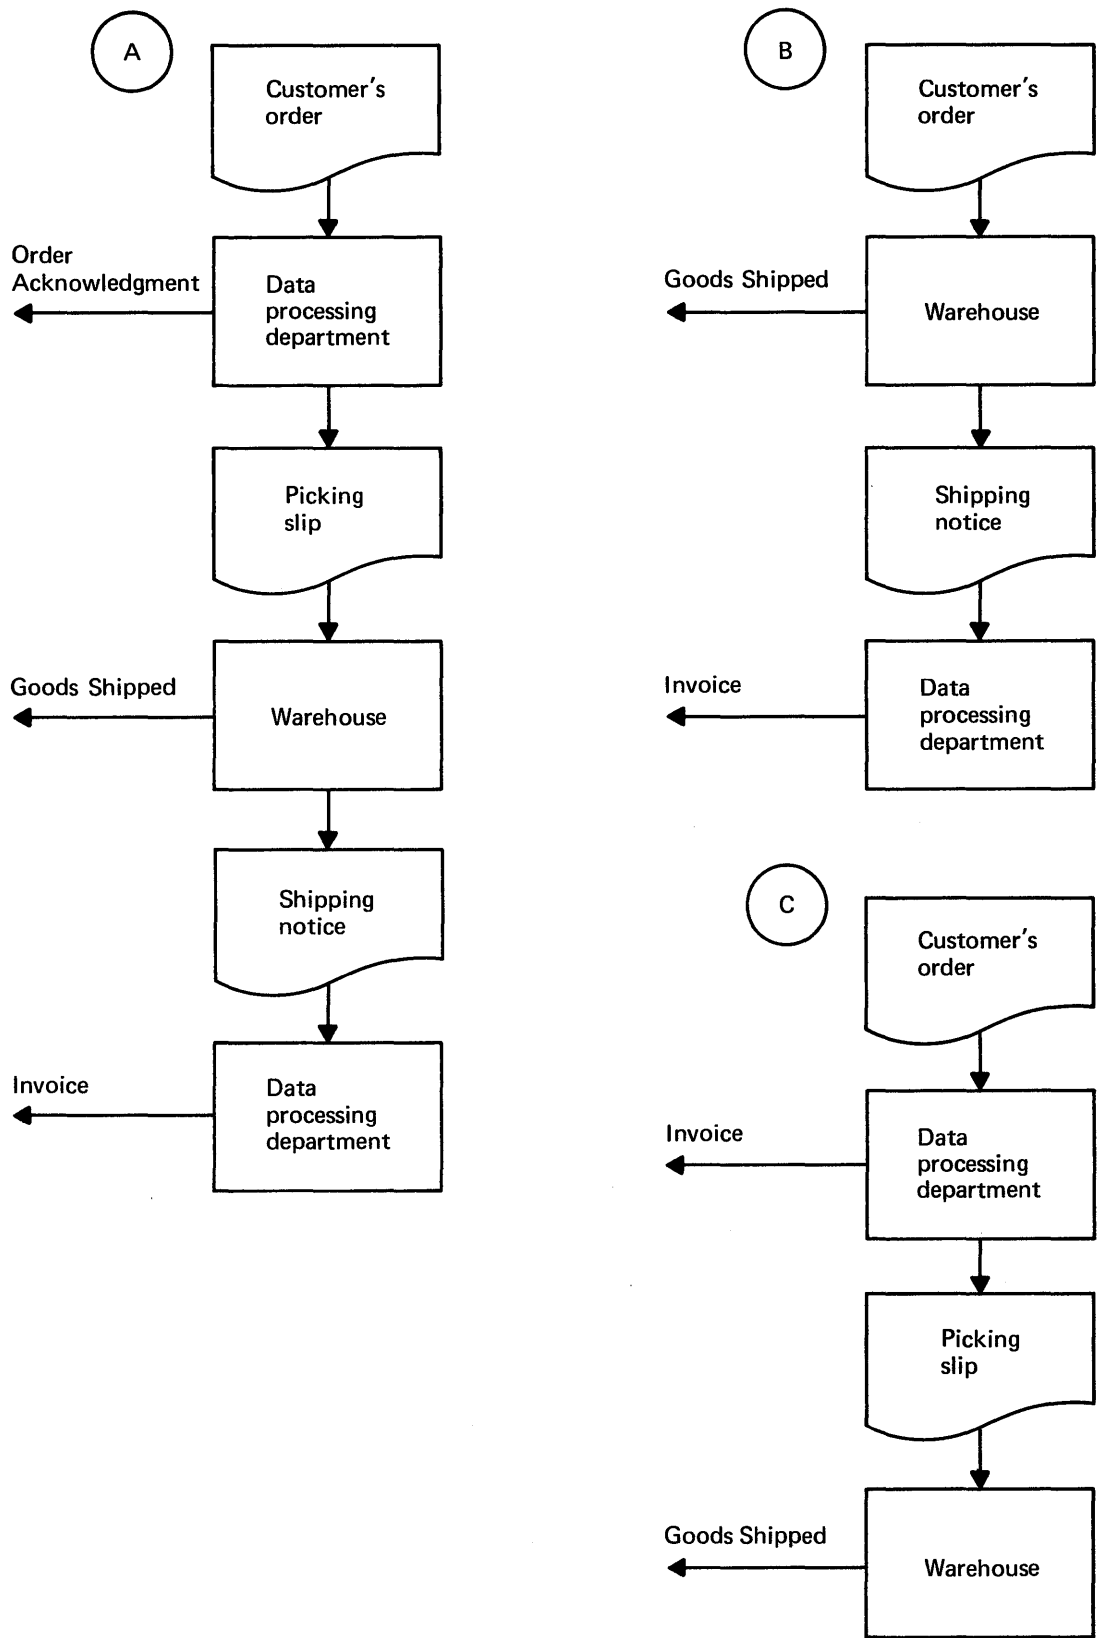 A
Customer's
order
Order
Acknowledgment
Data
processing
department
Picking
slip
Goods Shipped
Warehouse
Shipping
notice
Invoice
Data
processing
department
B
Customer's
order
Goods Shipped
Warehouse
Shipping
notice
Invoice
Data
processing
department
C
Customer's
order
Invoice
Data
processing
department
Picking
slip
Goods Shipped
Warehouse